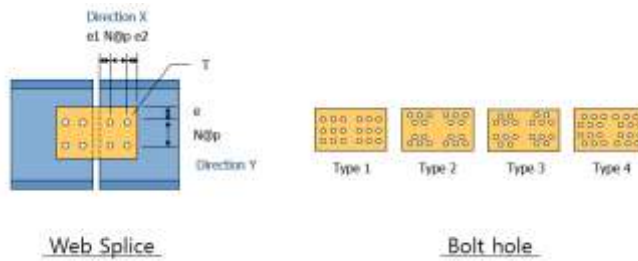 Direction X
e1 N@p e2
T
e
N@p
Direction Y
Type 1 Type 2 Type 3 Type 4
Web Splice
Bolt hole